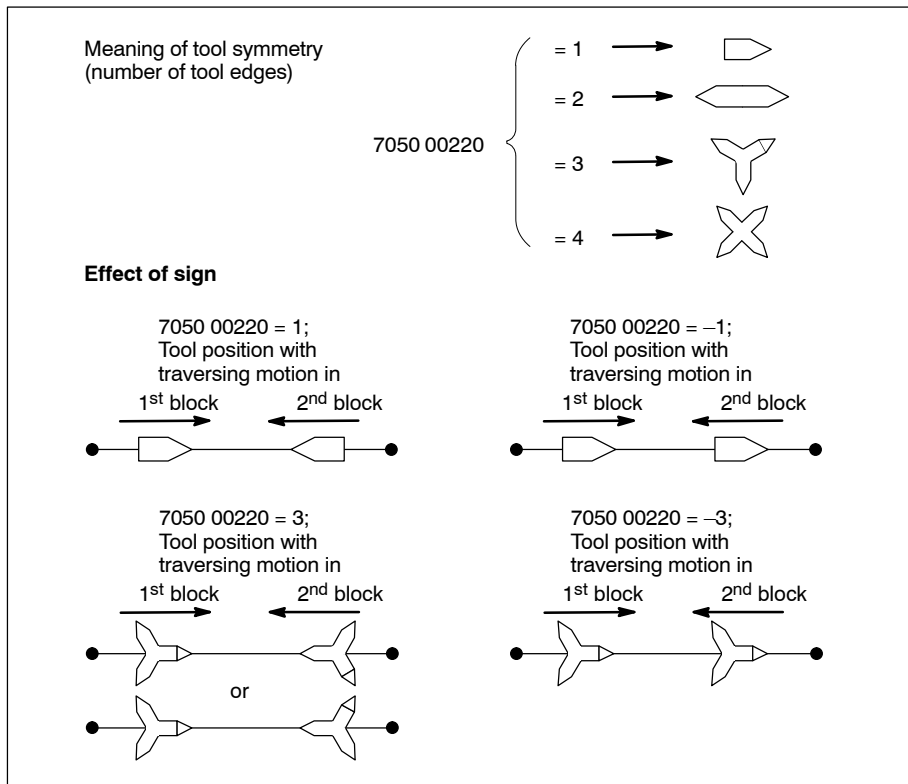 Meaning of tool symmetry
(number of tool edges)
7050 00220
= 1
= 2
= 3
= 4
Effect of sign
7050 00220 = 1;
Tool position with
traversing motion in
1st block
2nd block
7050 00220 = –1;
Tool position with
traversing motion in
1st block
2nd block
7050 00220 = 3;
Tool position with
traversing motion in
1st block
2nd block
or
7050 00220 = –3;
Tool position with
traversing motion in
1st block
2nd block